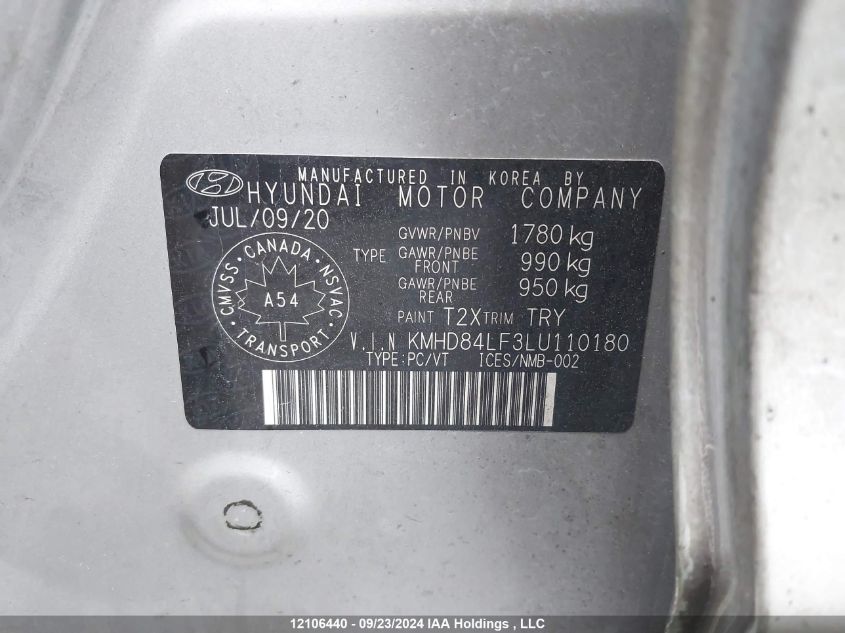 MANUFACTURED IN KOREA BY
HYUNDAI MOTOR COMPANY
JUL/09/20
GVWR/PNBV 1780 kg
TYPE GAWR/PNBE FRONT 990 kg
GAWR/PNBE REAR 950 kg
PAINT T2X TRIM TRY
CANADA
CMVSS NSVAC
A54
TRANSPORT
V.I.N KMHD84LF3LU110180
TYPE:PC/VT ICES/NMB-002
12106440 - 09/23/2024 IAA Holdings , LLC